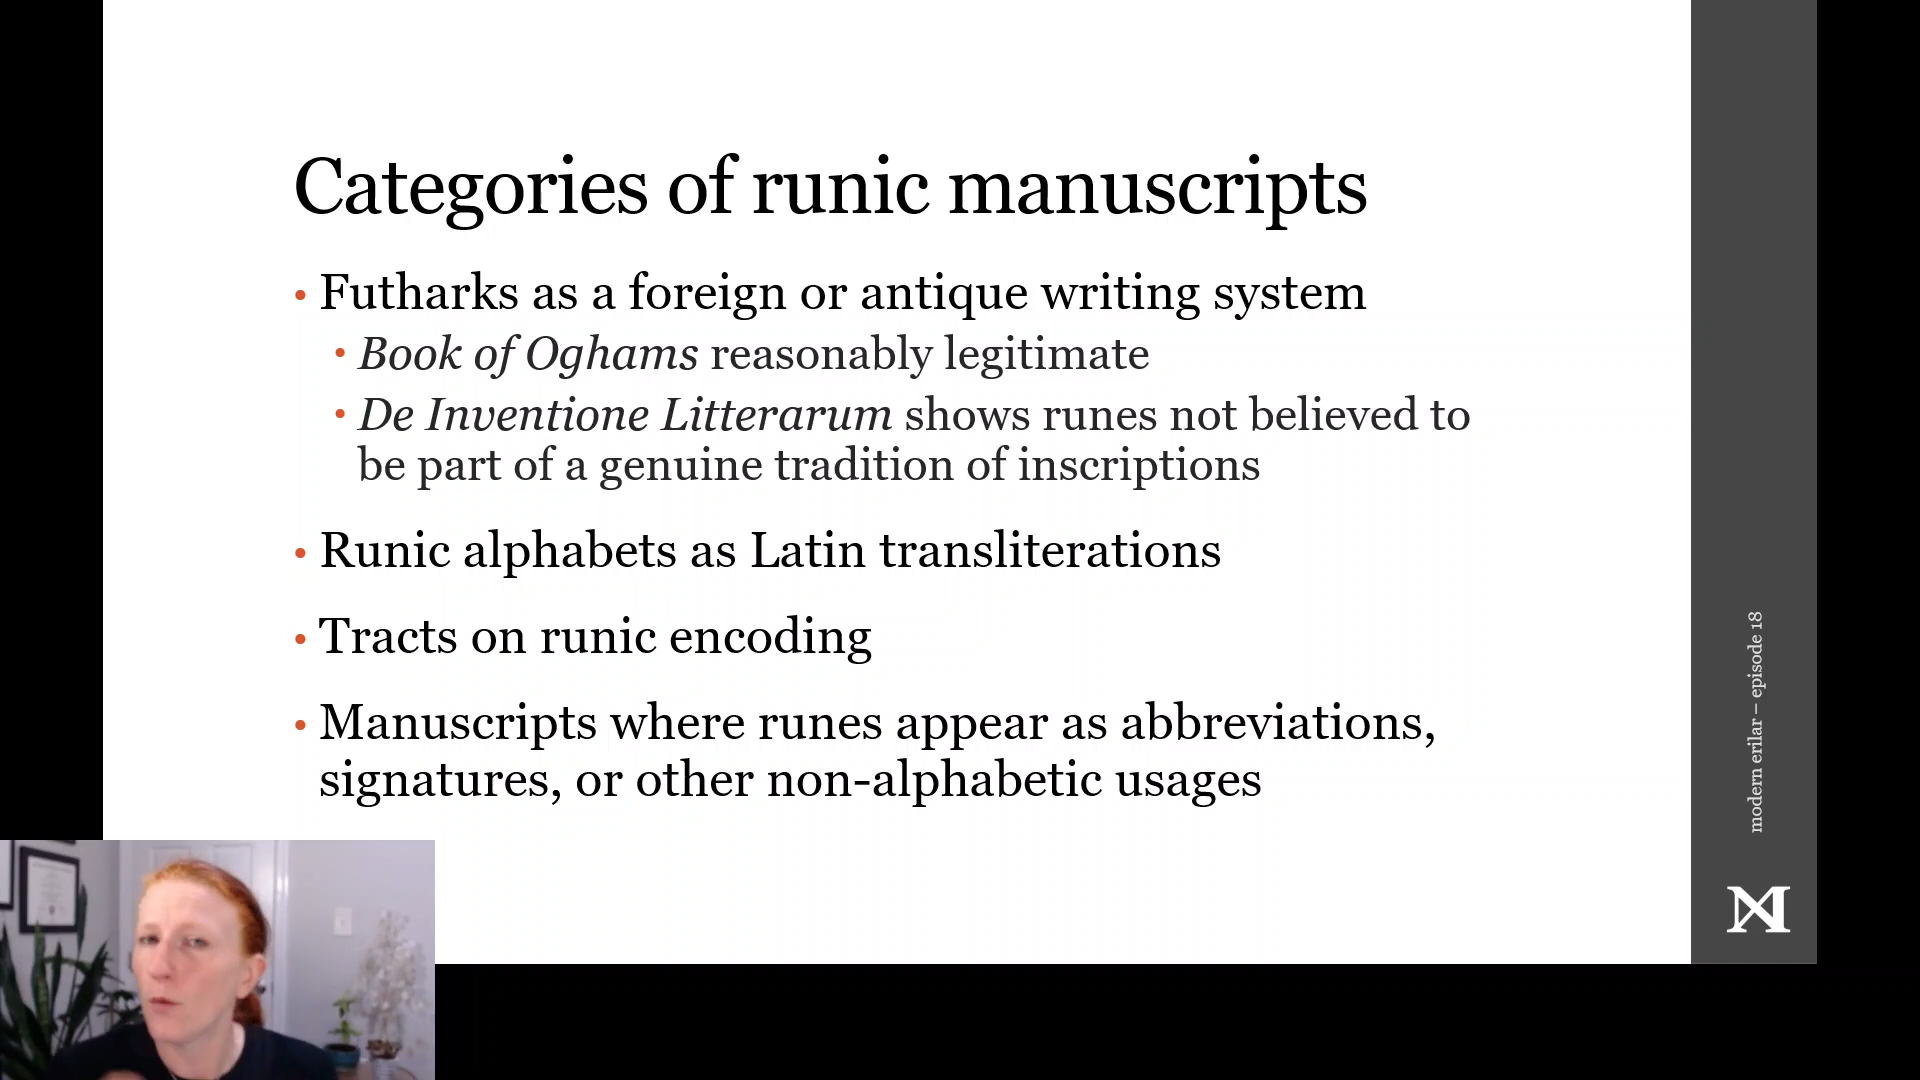 Categories of runic manuscripts
• Futharks as a foreign or antique writing system
• Book of Oghams reasonably legitimate
• De Inventione Litterarum shows runes not believed to
be part of a genuine tradition of inscriptions
• Runic alphabets as Latin transliterations
• Tracts on runic encoding
• Manuscripts where runes appear as abbreviations,
signatures, or other non-alphabetic usages
modern erilar – episode 18